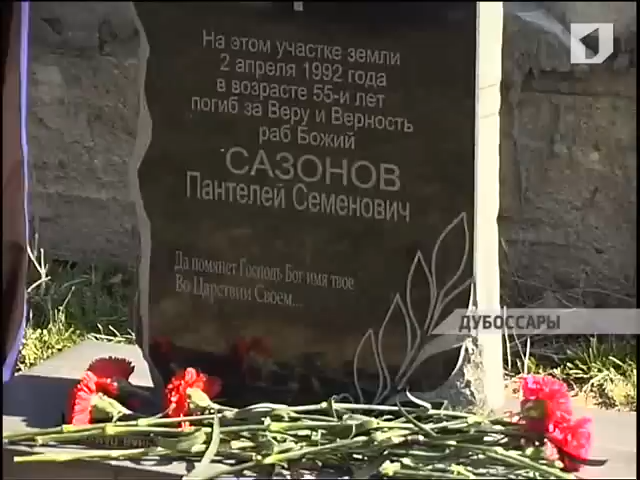 На этом участке земли
2 апреля 1992 года
в возрасте 55-и лет
погиб за Веру и Верность
раб Божий
САЗОНОВ
Пантелей Семенович
Да помянет Господь Бог имя твое
Во Царствии Своем...
ДУБОССАРЫ
1